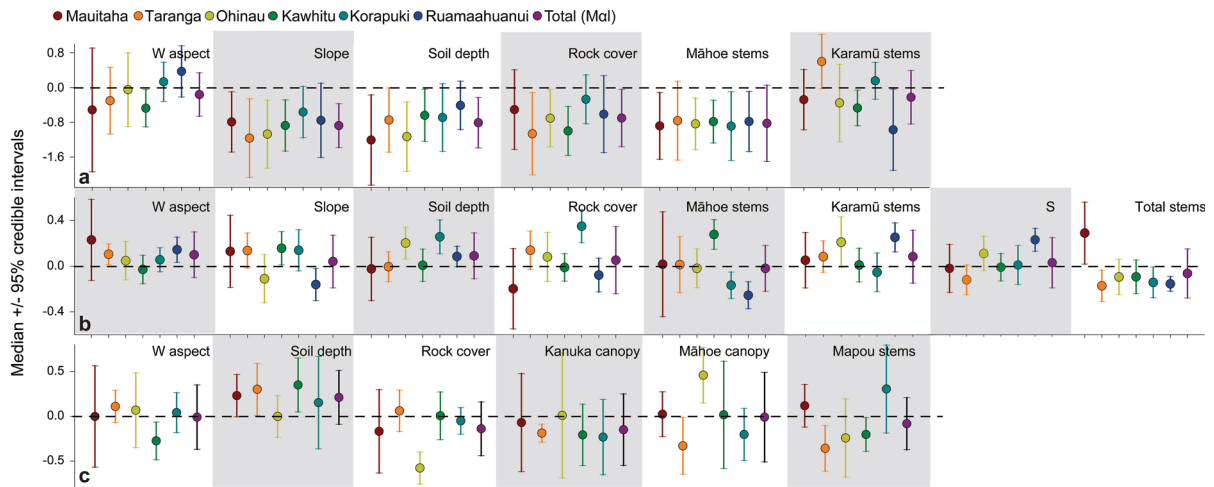 Mauitaha Taranga Ohinau Kawhitu Korapuki Ruamaahuanui Total (Mαl)
Median +/- 95% credible intervals
W aspect Slope Soil depth Rock cover Māhoe stems Karamū stems
0.8
0.0
-0.8
-1.6
a
W aspect Slope Soil depth Rock cover Māhoe stems Karamū stems S Total stems
0.4
0.0
-0.4
b
W aspect Soil depth Rock cover Kanuka canopy Māhoe canopy Mapou stems
0.5
0.0
-0.5
c